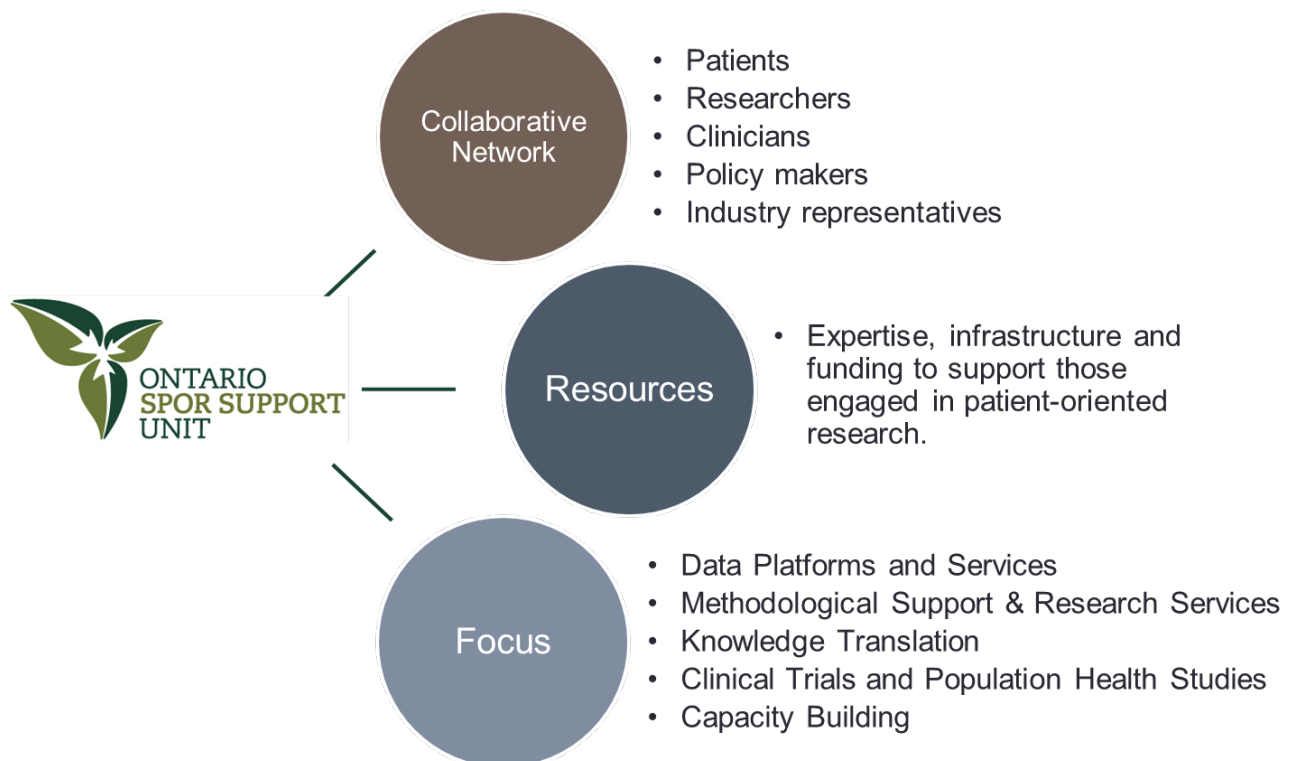 Collaborative
Network
• Patients
• Researchers
• Clinicians
• Policy makers
• Industry representatives
ONTARIO
SPOR SUPPORT
UNIT
Resources
• Expertise, infrastructure and
funding to support those
engaged in patient-oriented
research.
Focus
• Data Platforms and Services
• Methodological Support & Research Services
• Knowledge Translation
• Clinical Trials and Population Health Studies
• Capacity Building